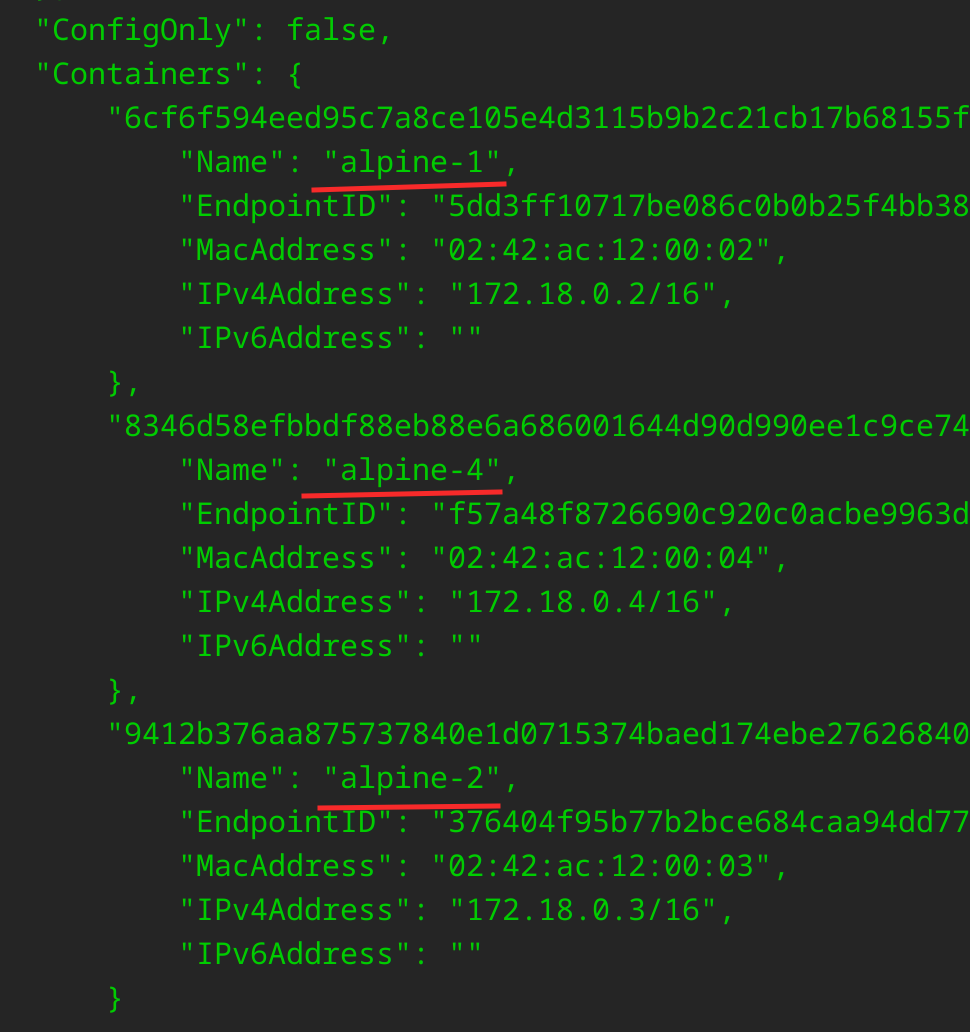 "ConfigOnly": false,
"Containers": {
"6cf6f594eed95c7a8ce105e4d3115b9b2c21cb17b68155f
"Name": "alpine-1",
"EndpointID": "5dd3ff10717be086c0b0b25f4bb38
"MacAddress": "02:42:ac:12:00:02",
"IPv4Address": "172.18.0.2/16",
"IPv6Address": ""
},
"8346d58efbbdf88eb88e6a686001644d90d990ee1c9ce74
"Name": "alpine-4",
"EndpointID": "f57a48f8726690c920c0acbe9963d
"MacAddress": "02:42:ac:12:00:04",
"IPv4Address": "172.18.0.4/16",
"IPv6Address": ""
},
"9412b376aa875737840e1d0715374baed174ebe27626840
"Name": "alpine-2",
"EndpointID": "376404f95b77b2bce684caa94dd77
"MacAddress": "02:42:ac:12:00:03",
"IPv4Address": "172.18.0.3/16",
"IPv6Address": ""
}